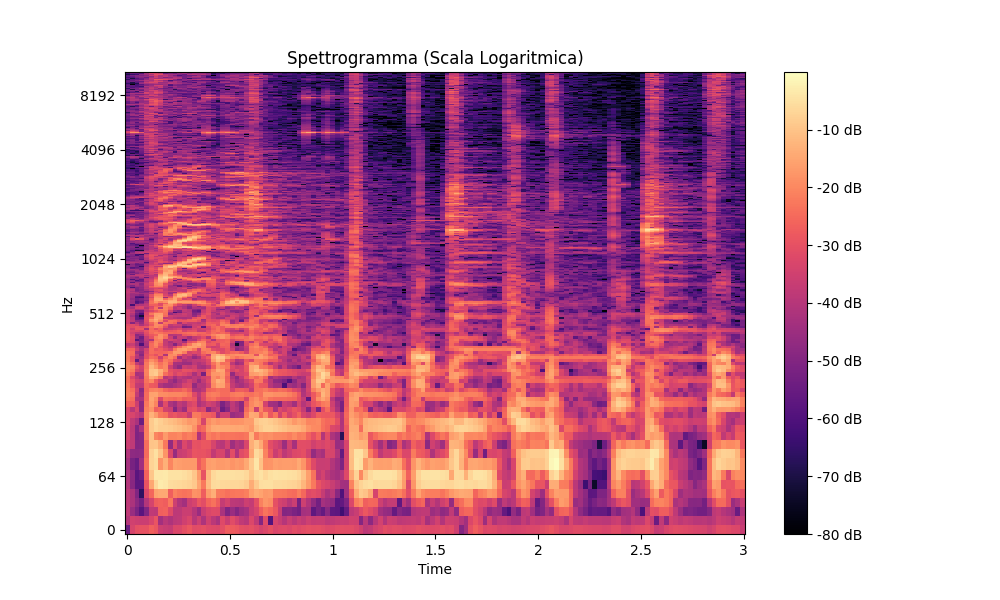 Spettrogramma (Scala Logaritmica)
Hz
8192
4096
2048
1024
512
256
128
64
0
0 0.5 1 1.5 2 2.5 3
Time
-10 dB
-20 dB
-30 dB
-40 dB
-50 dB
-60 dB
-70 dB
-80 dB